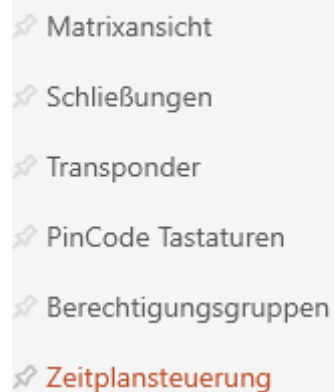 Matrixansicht
Schließungen
Transponder
PinCode Tastaturen
Berechtigungsgruppen
Zeitplansteuerung